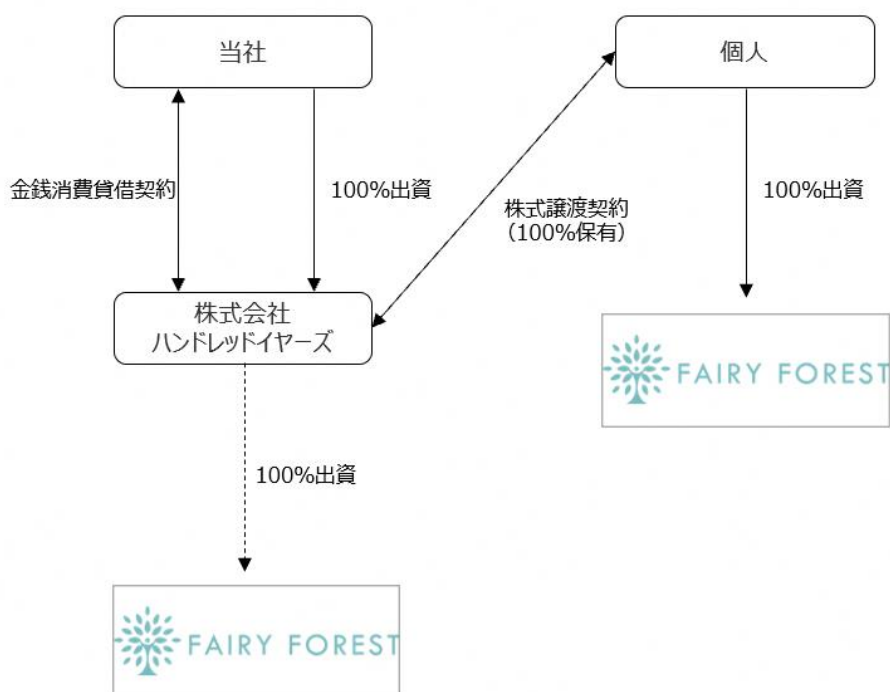 当社
個人
金銭消費貸借契約
100%出資
株式譲渡契約
（100%保有）
100%出資
株式会社
ハンドレッドイヤーズ
FAIRY FOREST
100%出資
FAIRY FOREST